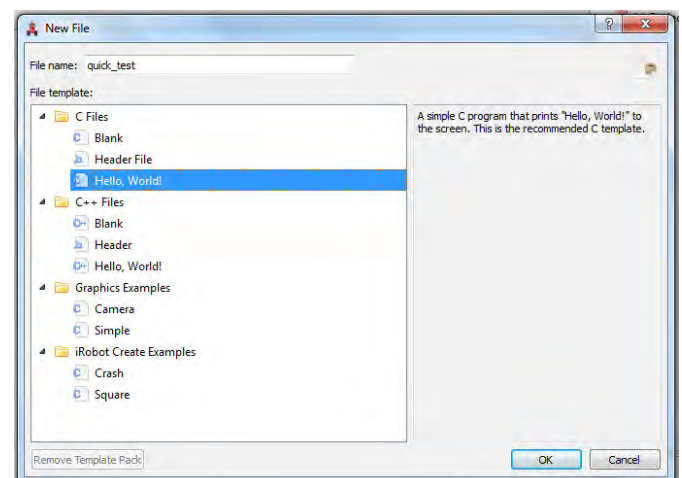 New File
File name: quick_test
File template:
C Files
Blank
Header File
Hello, World!
C++ Files
Blank
Header
Hello, World!
Graphics Examples
Camera
Simple
iRobot Create Examples
Crash
Square
A simple C program that prints "Hello, World!" to
the screen. This is the recommended C template.
Remove Template Pack
OK
Cancel